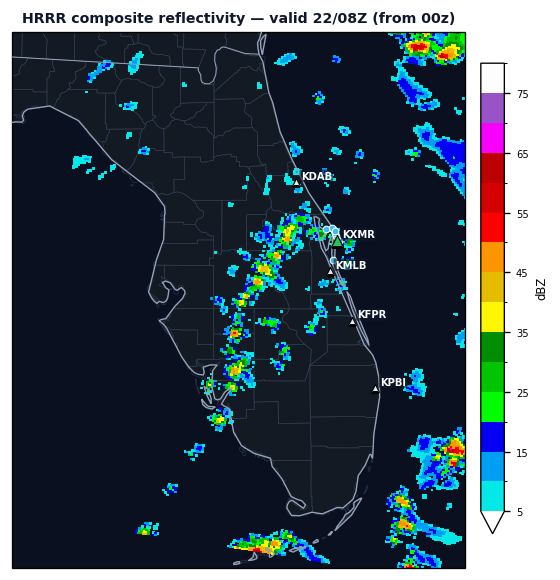 HRRR composite reflectivity — valid 22/08Z (from 00z)
75
65
55
45
35
25
15
5
dBZ
KDAB
KXMR
KMLB
KFPR
KPBI